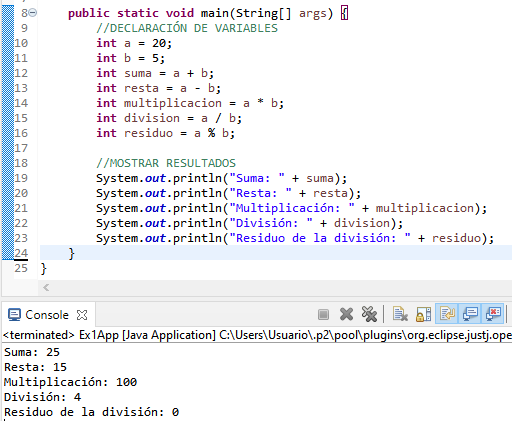 8 public static void main(String[] args) {
9 //DECLARACIÓN DE VARIABLES
10 int a = 20;
11 int b = 5;
12 int suma = a + b;
13 int resta = a - b;
14 int multiplicacion = a * b;
15 int division = a / b;
16 int residuo = a % b;
17
18 //MOSTRAR RESULTADOS
19 System.out.println("Suma: " + suma);
20 System.out.println("Resta: " + resta);
21 System.out.println("Multiplicación: " + multiplicacion);
22 System.out.println("División: " + division);
23 System.out.println("Residuo de la división: " + residuo);
24 }
25 }
Console
<terminated> Ex1App [Java Application] C:\Users\Usuario\.p2\pool\plugins\org.eclipse.justj.ope
Suma: 25
Resta: 15
Multiplicación: 100
División: 4
Residuo de la división: 0